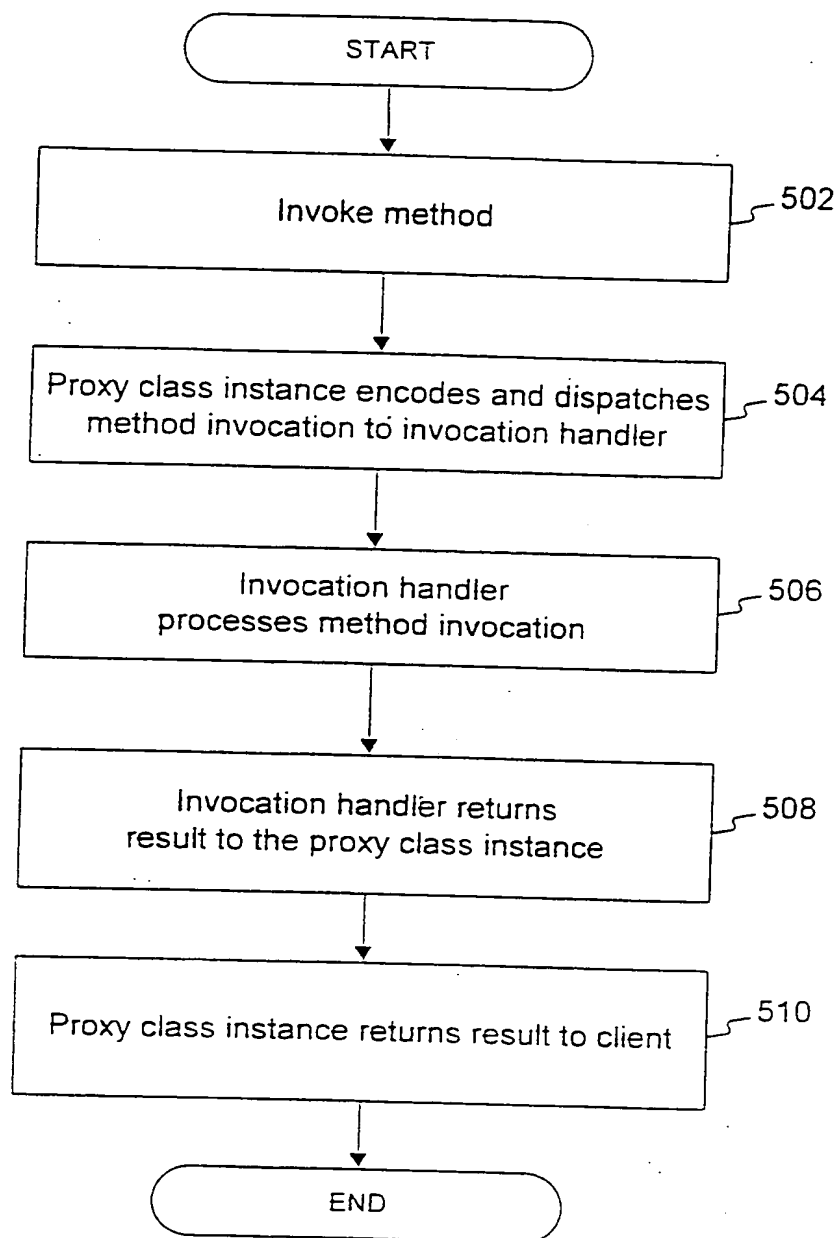 START
Invoke method
502
Proxy class instance encodes and dispatches
method invocation to invocation handler
504
Invocation handler
processes method invocation
506
Invocation handler returns
result to the proxy class instance
508
Proxy class instance returns result to client
510
END